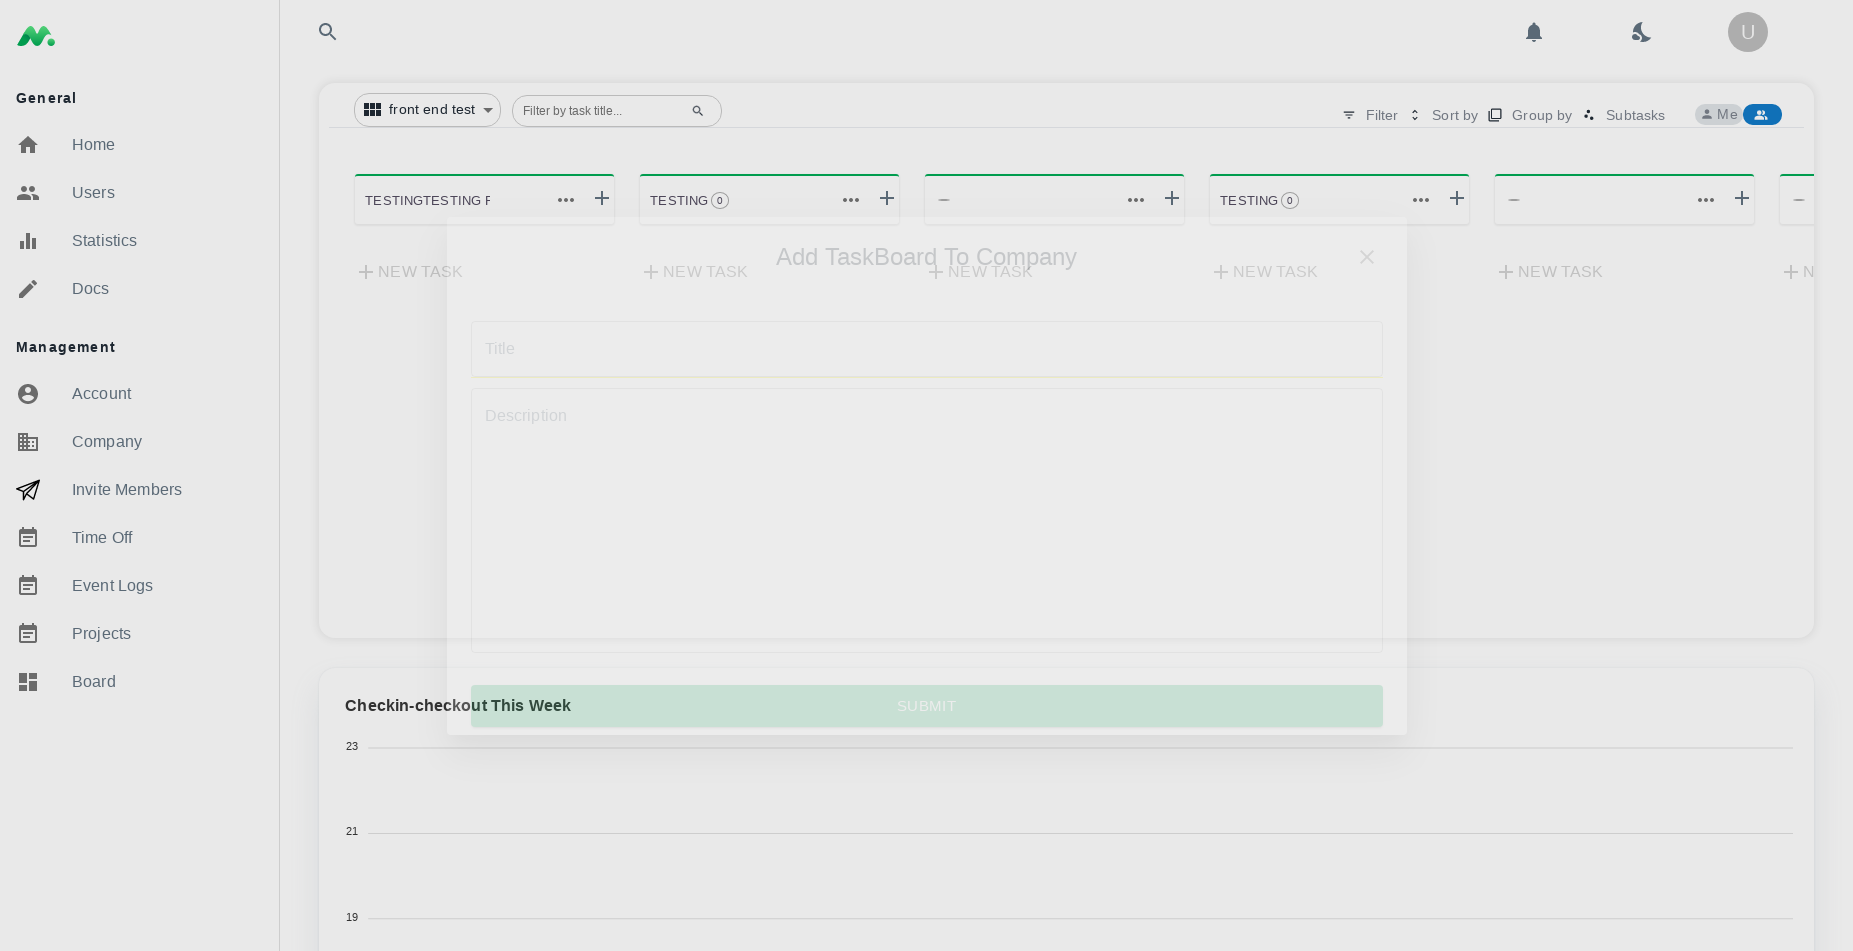 U
General
Home
Users
Statistics
Docs
Management
Account
Company
Invite Members
Time Off
Event Logs
Projects
Board
front end test
Filter by task title...
Filter
Sort by
Group by
Subtasks
Me
TESTINGTESTING F
TESTING 0
TESTING 0
NEW TASK
NEW TASK
NEW TASK
NEW TASK
NEW TASK
N
Add TaskBoard To Company
Title
Description
SUBMIT
Checkin-checkout This Week
23
21
19